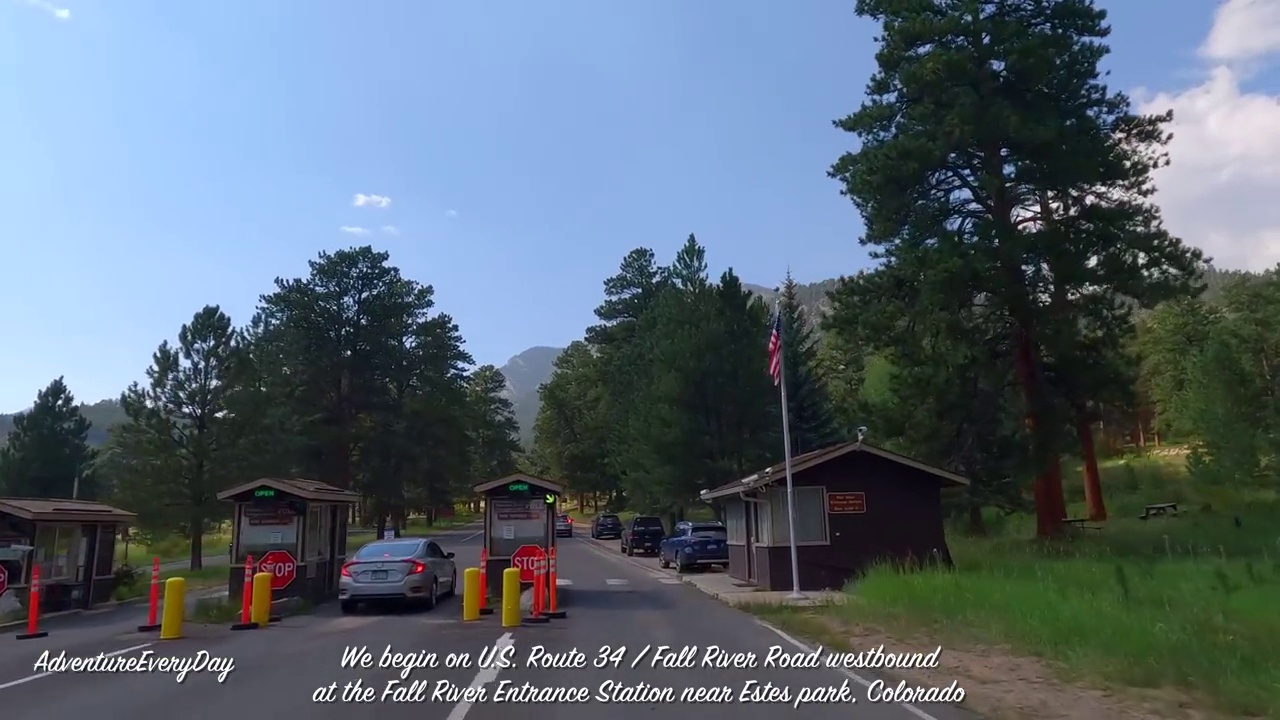 OPEN
OPEN
STOP
STOP
AdventureEveryDay
We begin on U.S. Route 34 / Fall River Road westbound
at the Fall River Entrance Station near Estes park, Colorado